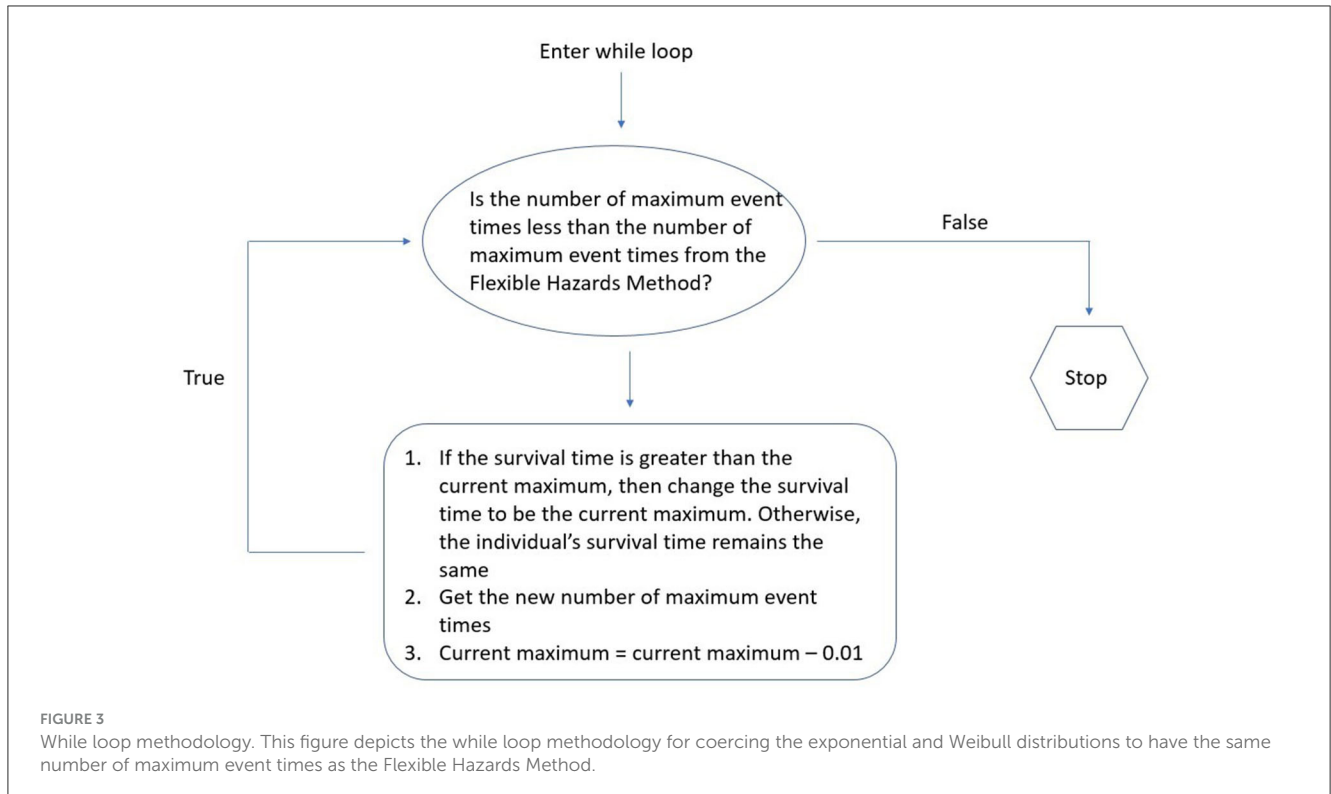 Enter while loop
Is the number of maximum event
times less than the number of
maximum event times from the
Flexible Hazards Method?
False
True
Stop
1. If the survival time is greater than the
current maximum, then change the survival
time to be the current maximum. Otherwise,
the individual’s survival time remains the
same
2. Get the new number of maximum event
times
3. Current maximum = current maximum – 0.01
FIGURE 3
While loop methodology. This figure depicts the while loop methodology for coercing the exponential and Weibull distributions to have the same
number of maximum event times as the Flexible Hazards Method.